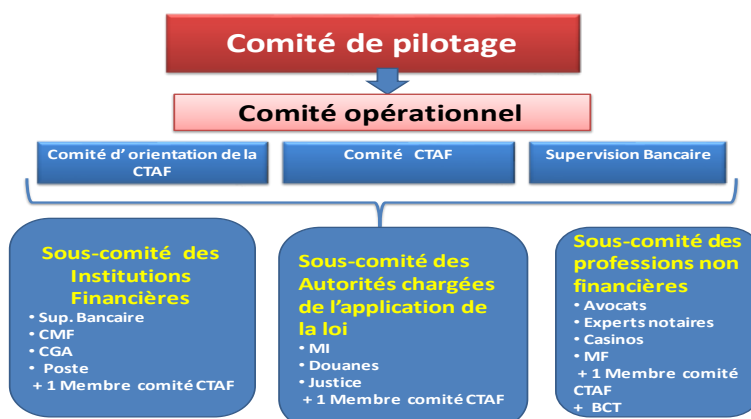 Comité de pilotage
Comité opérationnel
Comité d' orientation de la
CTAF
Comité CTAF
Supervision Bancaire
Sous-comité des
Institutions
Financières
• Sup. Bancaire
• CMF
• CGA
• Poste
+ 1 Membre comité CTAF
Sous-comité des
Autorités chargées
de l'application de
la loi
• MI
• Douanes
• Justice
+ 1 Membre comité CTAF
Sous-comité des
professions non
financières
• Avocats
• Experts notaires
• Casinos
• MF
+ 1 Membre comité
CTAF
+ BCT